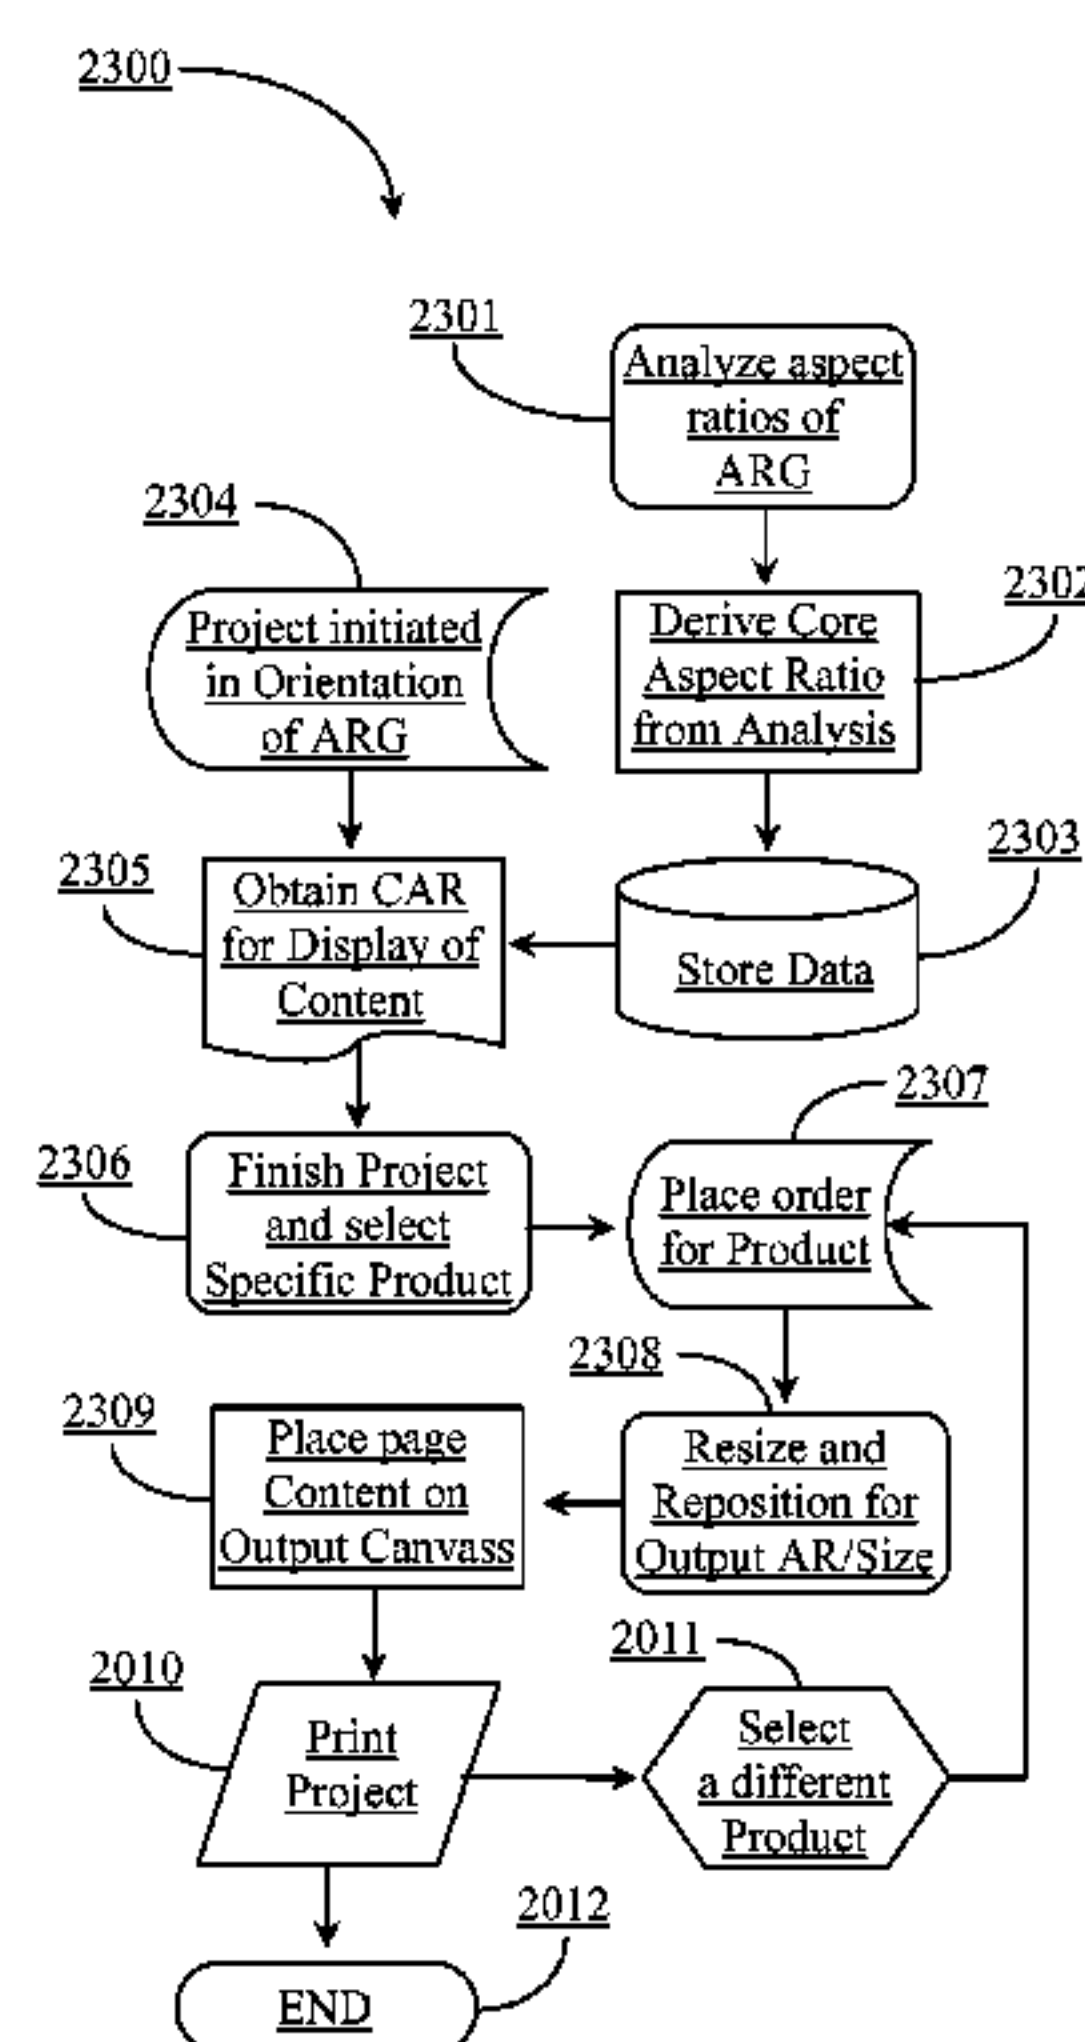 2300
2301
Analyze aspect
ratios of
ARG
2304
Project initiated
in Orientation
of ARG
2302
Derive Core
Aspect Ratio
from Analysis
2305
Obtain CAR
for Display of
Content
2303
Store Data
2306
Finish Project
and select
Specific Product
2307
Place order
for Product
2308
Resize and
Reposition for
Output AR/Size
2309
Place page
Content on
Output Canvass
2010
Print
Project
2011
Select
a different
Product
2012
END